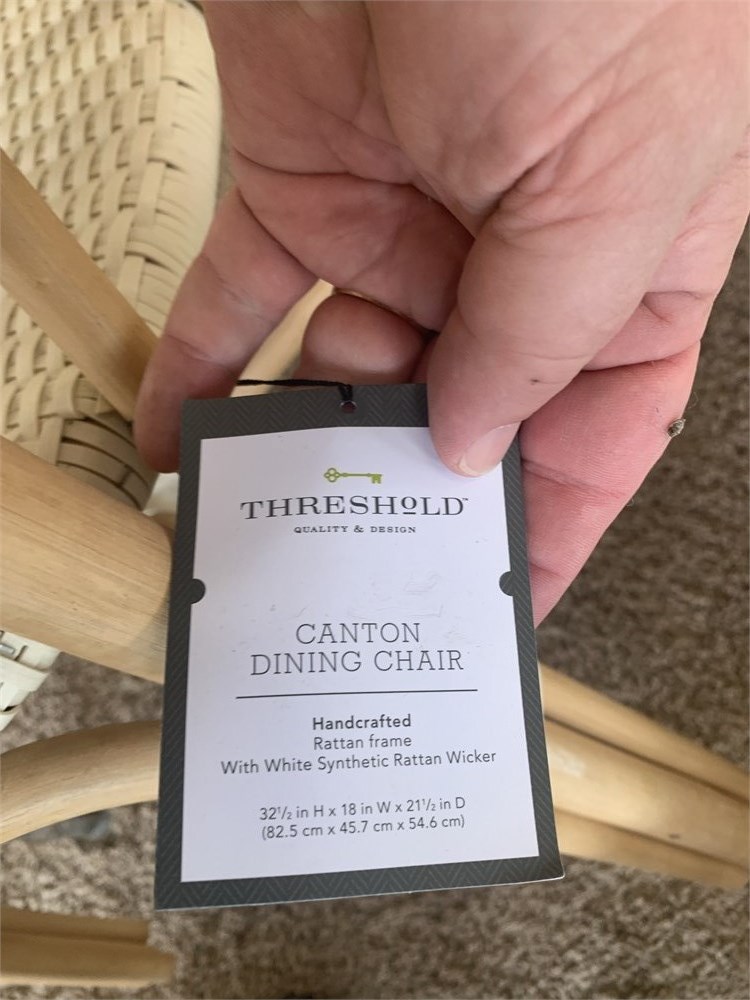 THRESHOLD™
QUALITY & DESIGN
CANTON
DINING CHAIR
Handcrafted
Rattan frame
With White Synthetic Rattan Wicker
32½ in H x 18 in W x 21½ in D
(82.5 cm x 45.7 cm x 54.6 cm)